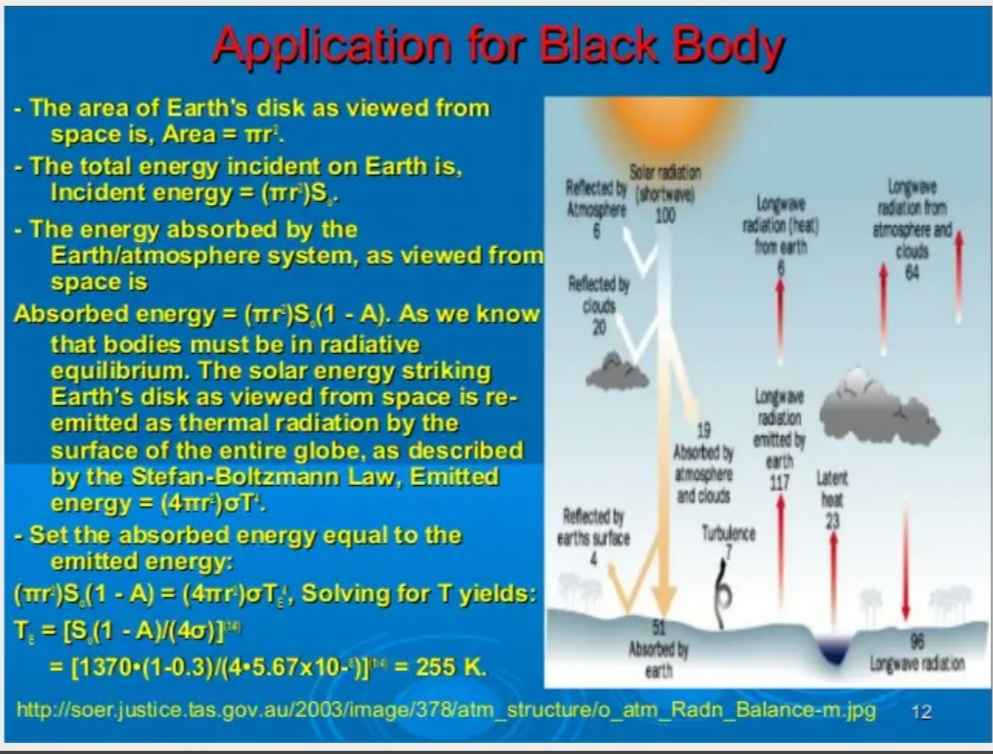 Application for Black Body
- The area of Earth's disk as viewed from
space is, Area = πr².
- The total energy incident on Earth is,
Incident energy = (πr²)S₀.
- The energy absorbed by the
Earth/atmosphere system, as viewed from
space is
Absorbed energy = (πr²)S₀(1 - A). As we know
that bodies must be in radiative
equilibrium. The solar energy striking
Earth's disk as viewed from space is re-
emitted as thermal radiation by the
surface of the entire globe, as described
by the Stefan-Boltzmann Law, Emitted
energy = (4πr²)σT⁴.
- Set the absorbed energy equal to the
emitted energy:
(πr²)S₀(1 - A) = (4πr²)σT_E⁴, Solving for T yields:
T_E = [S₀(1 - A)/(4σ)]^(1/4)
= [1370•(1-0.3)/(4•5.67x10-⁸)]^(1/4) = 255 K.
Solar radiation
(shortwave)
100
Reflected by
Atmosphere
6
Reflected by
clouds
20
19
Absorbed by
atmosphere
and clouds
Reflected by
earths surface
4
51
Absorbed by
earth
Turbulence
7
Longwave
radiation (heat)
from earth
6
Longwave
radiation
emitted by
earth
117
Latent
heat
23
Longwave
radiation from
atmosphere and
clouds
64
96
Longwave radiation
http://soer.justice.tas.gov.au/2003/image/378/atm_structure/o_atm_Radn_Balance-m.jpg
12